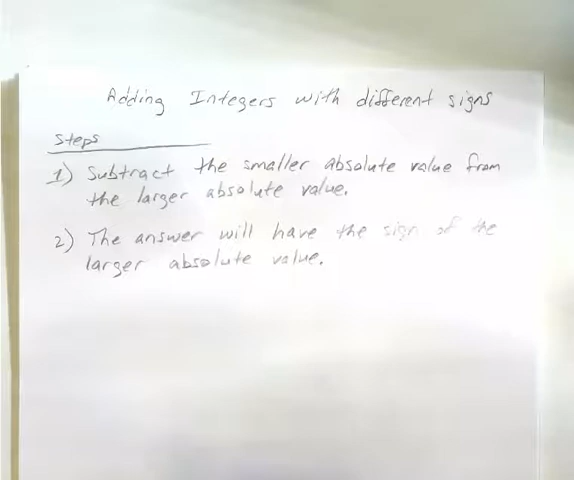 Adding Integers with different signs
Steps
1) Subtract the smaller absolute value from
the larger absolute value.
2) The answer will have the sign of the
larger absolute value.